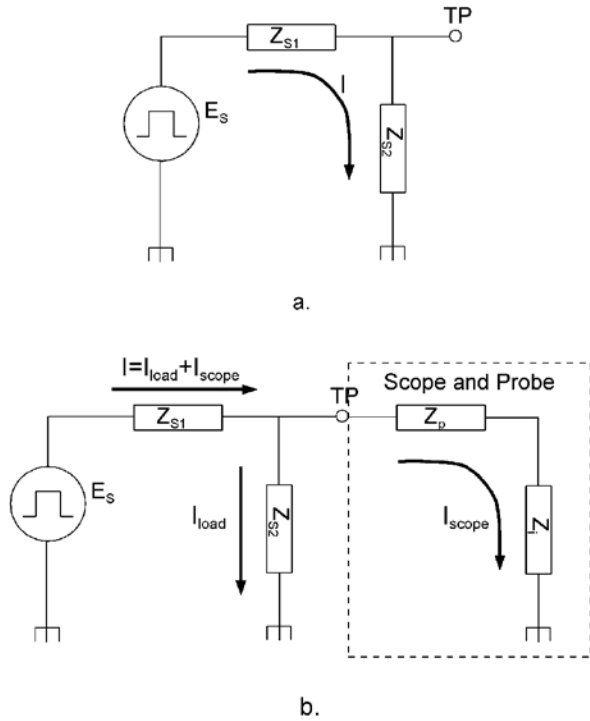 TP
Z_S1
I
E_S
Z_S2
a.
I=I_load+I_scope
Scope and Probe
TP
Z_S1
Z_p
E_S
I_load
Z_S2
I_scope
Z_i
b.